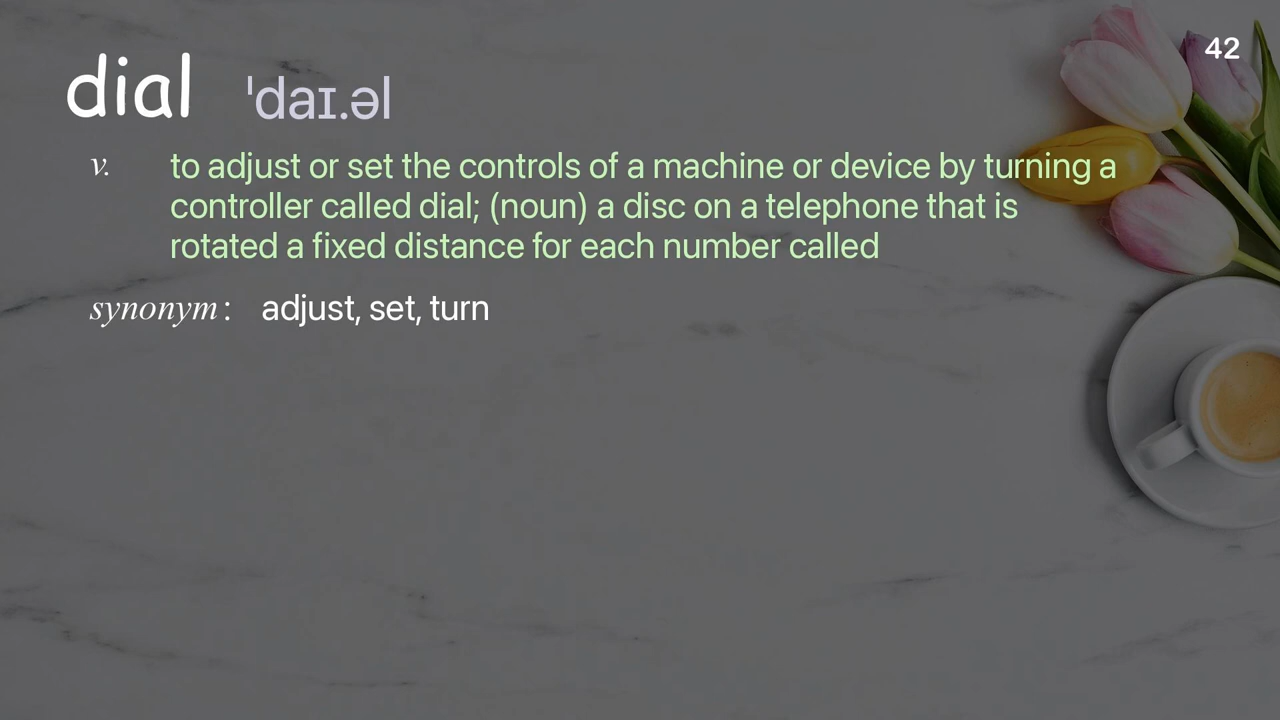 42
dial ˈdaɪ.əl
v. to adjust or set the controls of a machine or device by turning a
controller called dial; (noun) a disc on a telephone that is
rotated a fixed distance for each number called
synonym: adjust, set, turn